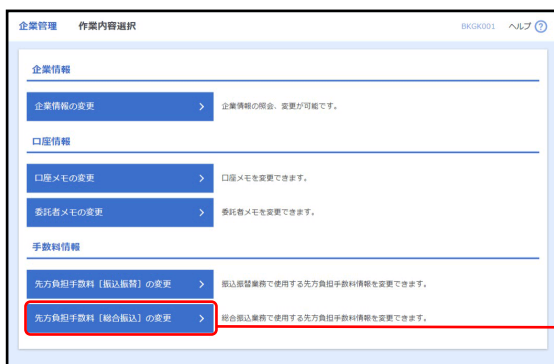 企業管理 作業内容選択 BKGK001 ヘルプ ?
企業情報
企業情報の変更 企業情報の照会、変更が可能です。
口座情報
口座メモの変更 口座メモを変更できます。
委託者メモの変更 委託者メモを変更できます。
手数料情報
先方負担手数料［振込振替］の変更 振込振替業務で使用する先方負担手数料情報を変更できます。
先方負担手数料［総合振込］の変更 総合振込業務で使用する先方負担手数料情報を変更できます。